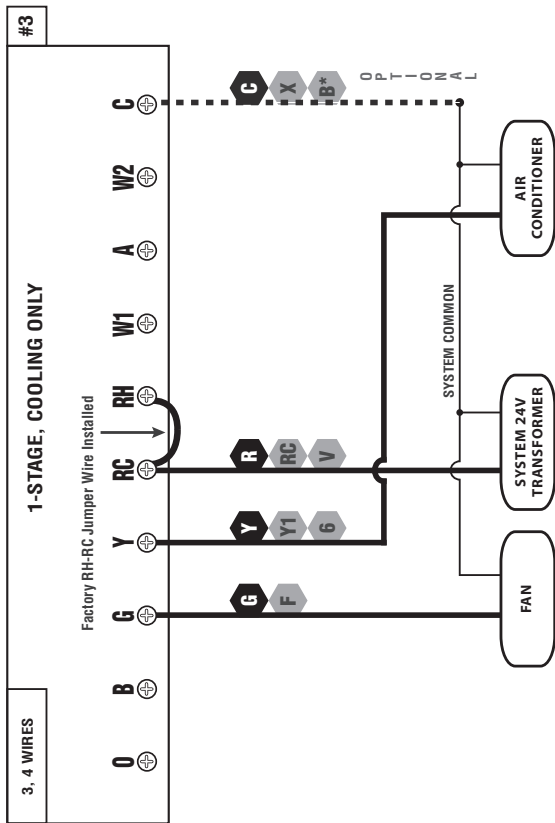 3, 4 WIRES
#3
1-STAGE, COOLING ONLY
Factory RH-RC Jumper Wire Installed
O B G Y RC RH W1 A W2 C
G Y R C
F Y1 RC X
6 V B*
OPTIONAL
SYSTEM COMMON
FAN
SYSTEM 24V
TRANSFORMER
AIR
CONDITIONER